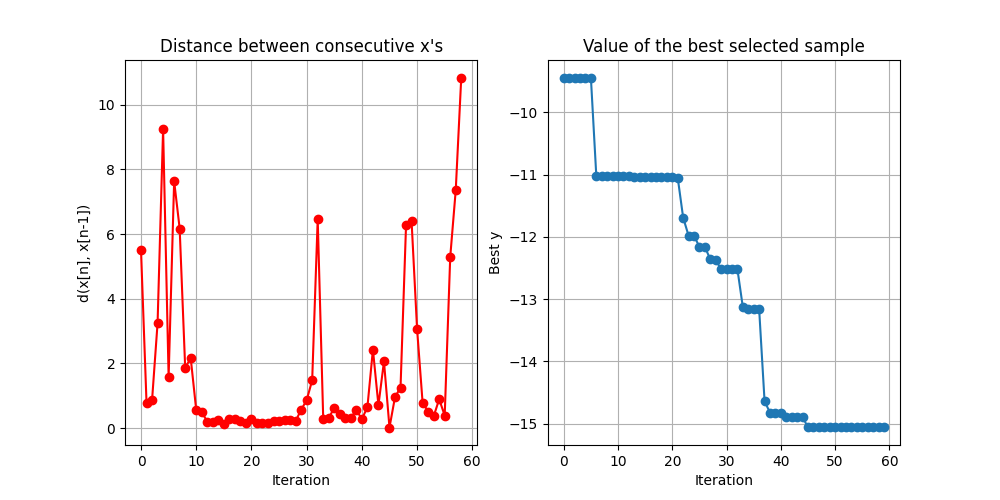 Distance between consecutive x's
d(x[n], x[n-1])
10
8
6
4
2
0
0 10 20 30 40 50 60
Iteration
Value of the best selected sample
Best y
−10
−11
−12
−13
−14
−15
0 10 20 30 40 50 60
Iteration